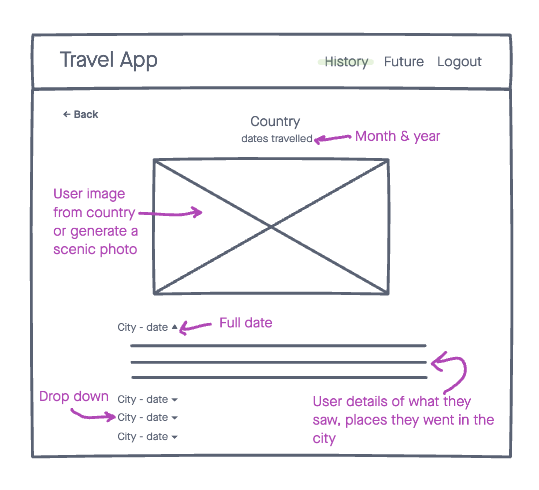 Travel App
History Future Logout
← Back
Country
dates travelled
Month & year
User image
from country
or generate a
scenic photo
City - date ▲
Full date
Drop down
City - date ▼
City - date ▼
City - date ▼
User details of what they
saw, places they went in the
city